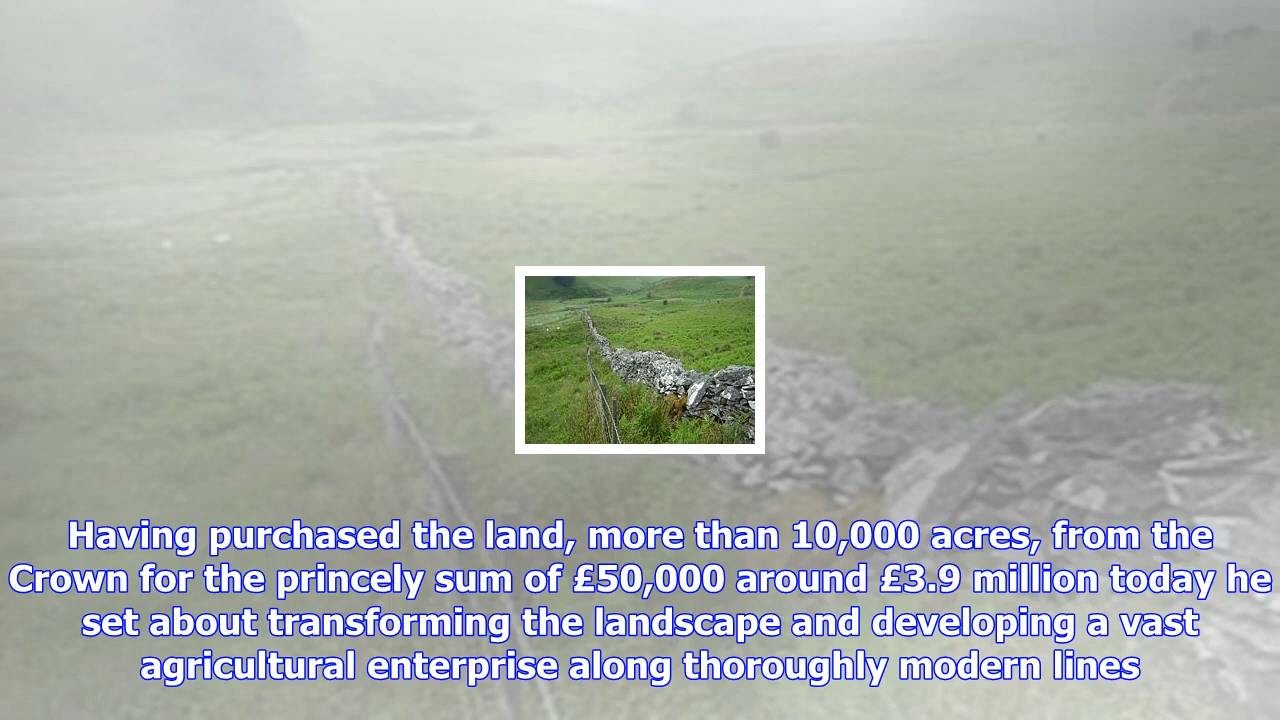 Having purchased the land, more than 10,000 acres, from the
Crown for the princely sum of £50,000 around £3.9 million today he
set about transforming the landscape and developing a vast
agricultural enterprise along thoroughly modern lines